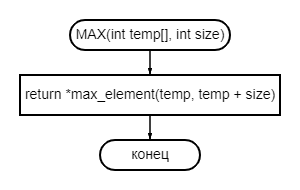 MAX(int temp[], int size)
return *max_element(temp, temp + size)
конец